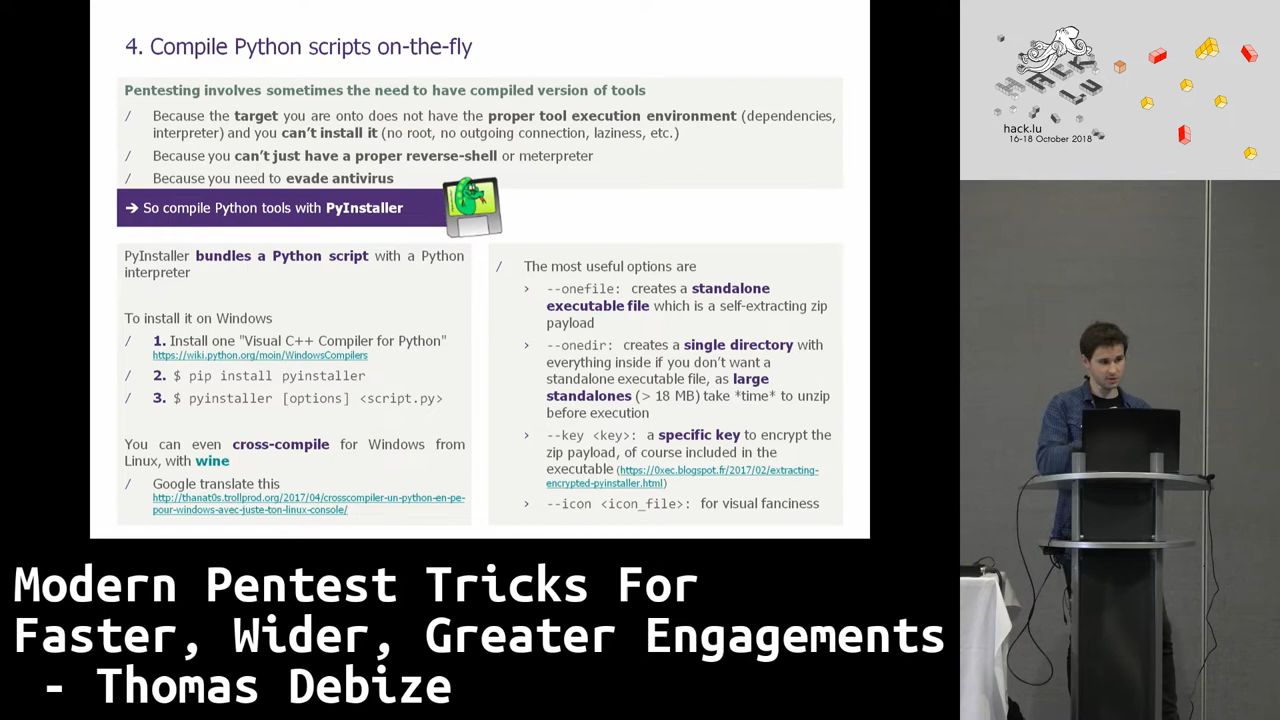 4. Compile Python scripts on-the-fly
Pentesting involves sometimes the need to have compiled version of tools
/ Because the target you are onto does not have the proper tool execution environment (dependencies,
interpreter) and you can't install it (no root, no outgoing connection, laziness, etc.)
/ Because you can't just have a proper reverse-shell or meterpreter
/ Because you need to evade antivirus
➔ So compile Python tools with PyInstaller
PyInstaller bundles a Python script with a Python
interpreter
To install it on Windows
/ 1. Install one "Visual C++ Compiler for Python"
https://wiki.python.org/moin/WindowsCompilers
/ 2. $ pip install pyinstaller
/ 3. $ pyinstaller [options] <script.py>
You can even cross-compile for Windows from
Linux, with wine
/ Google translate this
http://thanat0s.trollprod.org/2017/04/crosscompiler-un-python-en-pe-
pour-windows-avec-juste-ton-linux-console/
/ The most useful options are
› --onefile: creates a standalone
executable file which is a self-extracting zip
payload
› --onedir: creates a single directory with
everything inside if you don't want a
standalone executable file, as large
standalones (> 18 MB) take *time* to unzip
before execution
› --key <key>: a specific key to encrypt the
zip payload, of course included in the
executable (https://0xec.blogspot.fr/2017/02/extracting-
encrypted-pyinstaller.html)
› --icon <icon_file>: for visual fanciness
HACK LU
hack.lu
16-18 October 2018
Modern Pentest Tricks For
Faster, Wider, Greater Engagements
- Thomas Debize